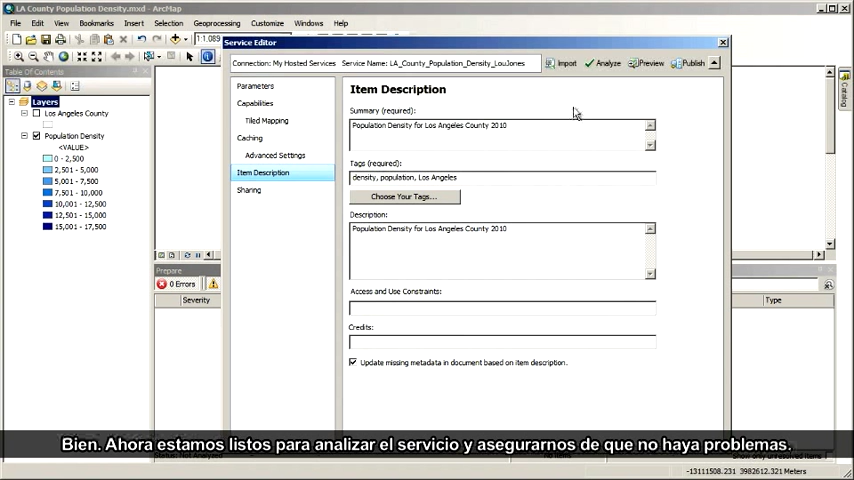 LA County Population Density.mxd - ArcMap
File Edit View Bookmarks Insert Selection Geoprocessing Customize Windows Help
Table Of Contents
Layers
Los Angeles County
Population Density
<VALUE>
0 - 2,500
2,501 - 5,000
5,001 - 7,500
7,501 - 10,000
10,001 - 12,500
12,501 - 15,000
15,001 - 17,500
Service Editor
Connection: My Hosted Services Service Name: LA_County_Population_Density_LouJones
Import Analyze Preview Publish
Parameters
Capabilities
Tiled Mapping
Caching
Advanced Settings
Item Description
Sharing
Item Description
Summary (required):
Population Density for Los Angeles County 2010
Tags (required):
density, population, Los Angeles
Choose Your Tags...
Description:
Population Density for Los Angeles County 2010
Access and Use Constraints:
Credits:
Update missing metadata in document based on item description.
Catalog
Prepare
0 Errors
Severity
Type
Bien. Ahora estamos listos para analizar el servicio y asegurarnos de que no haya problemas.
-13111508.231 3982612.321 Meters